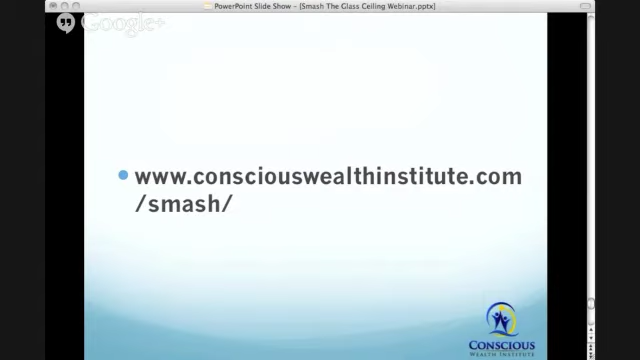 PowerPoint Slide Show - [Smash The Glass Ceiling Webinar.pptx]
Google+
www.consciouswealthinstitute.com
/smash/
CONSCIOUS
WEALTH INSTITUTE